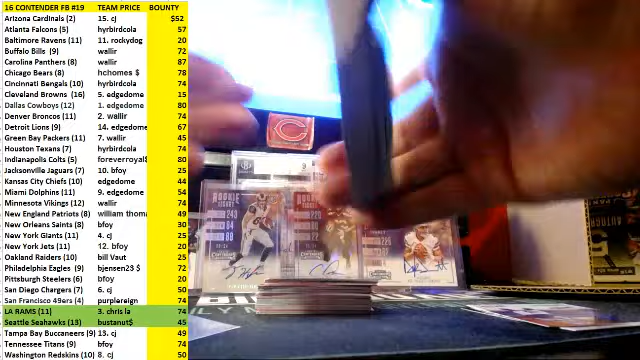 16 CONTENDER FB #19 TEAM PRICE BOUNTY
Arizona Cardinals (2) 15. cj $52
Atlanta Falcons (5) hyrbirdcola 57
Baltimore Ravens (11) 11. rockydog 20
Buffalo Bills (9) wallir 22
Carolina Panthers (8) wallir 87
Chicago Bears (8) hchomes $ 78
Cincinnati Bengals (10) hyrbirdcola 74
Cleveland Browns (16) 5. edgedome 15
Dallas Cowboys (12) 1. edgedome 80
Denver Broncos (11) 2. wallir 74
Detroit Lions (9) 14. edgedome 67
Green Bay Packers (11) 7. wallir 45
Houston Texans (7) hyrbirdcola 74
Indianapolis Colts (5) foreverroyal$ 80
Jacksonville Jaguars (7) 10. bfoy 25
Kansas City Chiefs (10) edgedome 44
Miami Dolphins (11) 9. edgedome 54
Minnesota Vikings (12) wallir 74
New England Patriots (8) william thoma 49
New Orleans Saints (8) bfoy 30
New York Giants (11) 4. cj 25
New York Jets (11) 12. bfoy 20
Oakland Raiders (10) bill Vaut 25
Philadelphia Eagles (9) bjensen23 $ 72
Pittsburgh Steelers (6) bfoy 20
San Diego Chargers (7) 6. cj 50
San Francisco 49ers (4) purplereign 74
LA RAMS (11) 3. chris la 74
Seattle Seahawks (13) bustanut$ 45
Tampa Bay Buccaneers (9) 13. cj 49
Tennessee Titans (9) bfoy 74
Washington Redskins (10) 8. cj 50